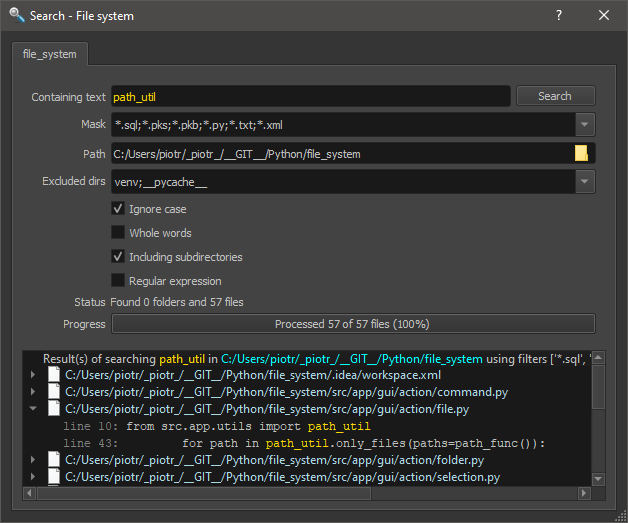 Search - File system
file_system
Containing text path_util Search
Mask *.sql;*.pks;*.pkb;*.py;*.txt;*.xml
Path C:/Users/piotr/_piotr_/__GIT__/Python/file_system
Excluded dirs venv;__pycache__
Ignore case
Whole words
Including subdirectories
Regular expression
Status Found 0 folders and 57 files
Progress Processed 57 of 57 files (100%)
Result(s) of searching path_util in C:/Users/piotr/_piotr_/__GIT__/Python/file_system using filters ['*.sql', '
C:/Users/piotr/_piotr_/__GIT__/Python/file_system/.idea/workspace.xml
C:/Users/piotr/_piotr_/__GIT__/Python/file_system/src/app/gui/action/command.py
C:/Users/piotr/_piotr_/__GIT__/Python/file_system/src/app/gui/action/file.py
line 10: from src.app.utils import path_util
line 43: for path in path_util.only_files(paths=path_func()):
C:/Users/piotr/_piotr_/__GIT__/Python/file_system/src/app/gui/action/folder.py
C:/Users/piotr/_piotr_/__GIT__/Python/file_system/src/app/gui/action/selection.py